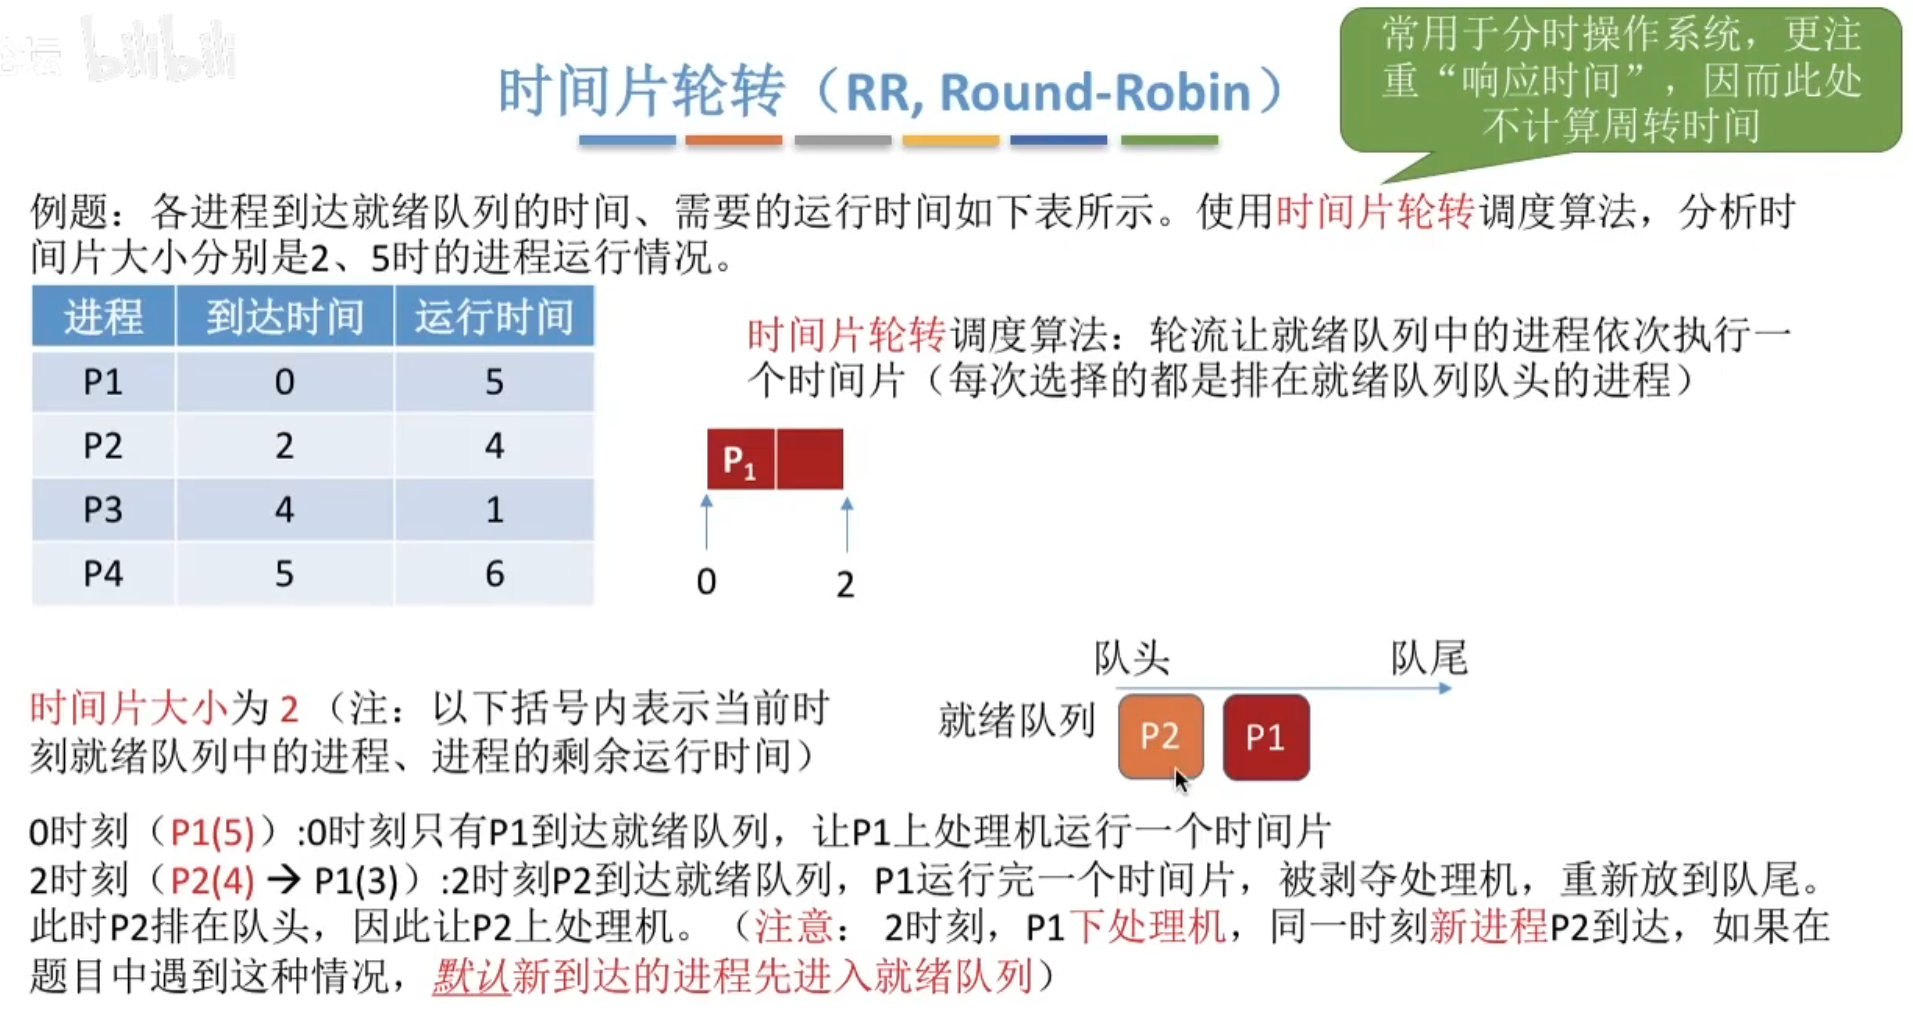 论坛 bilibili
常用于分时操作系统，更注
重“响应时间”，因而此处
不计算周转时间
时间片轮转（RR, Round-Robin）
例题：各进程到达就绪队列的时间、需要的运行时间如下表所示。使用时间片轮转调度算法，分析时
间片大小分别是2、5时的进程运行情况。
进程 到达时间 运行时间
P1 0 5
P2 2 4
P3 4 1
P4 5 6
时间片轮转调度算法：轮流让就绪队列中的进程依次执行一
个时间片（每次选择的都是排在就绪队列队头的进程）
P1
0 2
队头 队尾
就绪队列 P2 P1
时间片大小为 2（注：以下括号内表示当前时
刻就绪队列中的进程、进程的剩余运行时间）
0时刻（P1(5)）:0时刻只有P1到达就绪队列，让P1上处理机运行一个时间片
2时刻（P2(4) → P1(3)）:2时刻P2到达就绪队列，P1运行完一个时间片，被剥夺处理机，重新放到队尾。
此时P2排在队头，因此让P2上处理机。（注意： 2时刻，P1下处理机，同一时刻新进程P2到达，如果在
题目中遇到这种情况，默认新到达的进程先进入就绪队列）